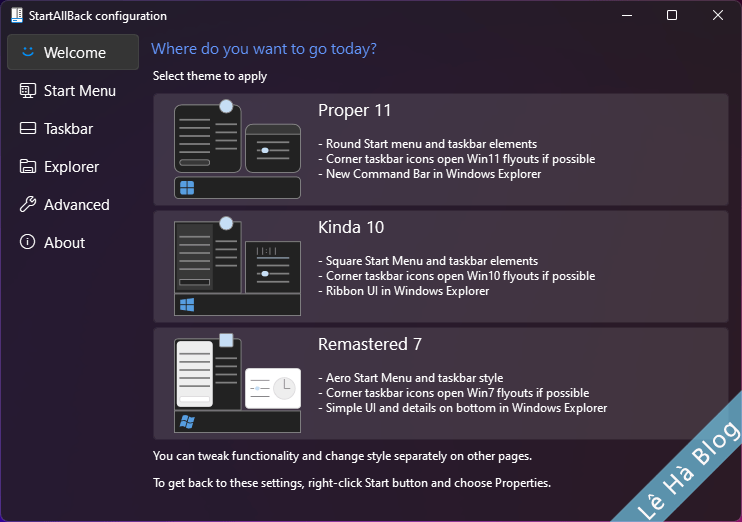 StartAllBack configuration
Welcome
Start Menu
Taskbar
Explorer
Advanced
About
Where do you want to go today?
Select theme to apply
Proper 11
- Round Start menu and taskbar elements
- Corner taskbar icons open Win11 flyouts if possible
- New Command Bar in Windows Explorer
Kinda 10
- Square Start Menu and taskbar elements
- Corner taskbar icons open Win10 flyouts if possible
- Ribbon UI in Windows Explorer
Remastered 7
- Aero Start Menu and taskbar style
- Corner taskbar icons open Win7 flyouts if possible
- Simple UI and details on bottom in Windows Explorer
You can tweak functionality and change style separately on other pages.
To get back to these settings, right-click Start button and choose Properties.
Lê Hà Blog